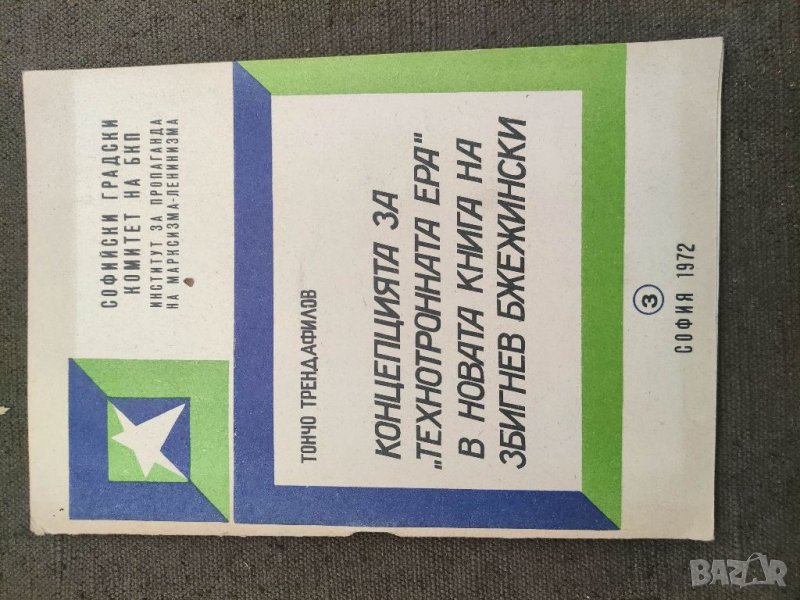 СОФИЙСКИ ГРАДСКИ
КОМИТЕТ НА БКП
ИНСТИТУТ ЗА ПРОПАГАНДА
НА МАРКСИЗМА-ЛЕНИНИЗМА
ТОНЧО ТРЕНДАФИЛОВ
КОНЦЕПЦИЯТА ЗА
„ТЕХНОТРОННАТА ЕРА"
В НОВАТА КНИГА НА
ЗБИГНЕВ БЖЕЖИНСКИ
3
СОФИЯ 1972
BAZAR